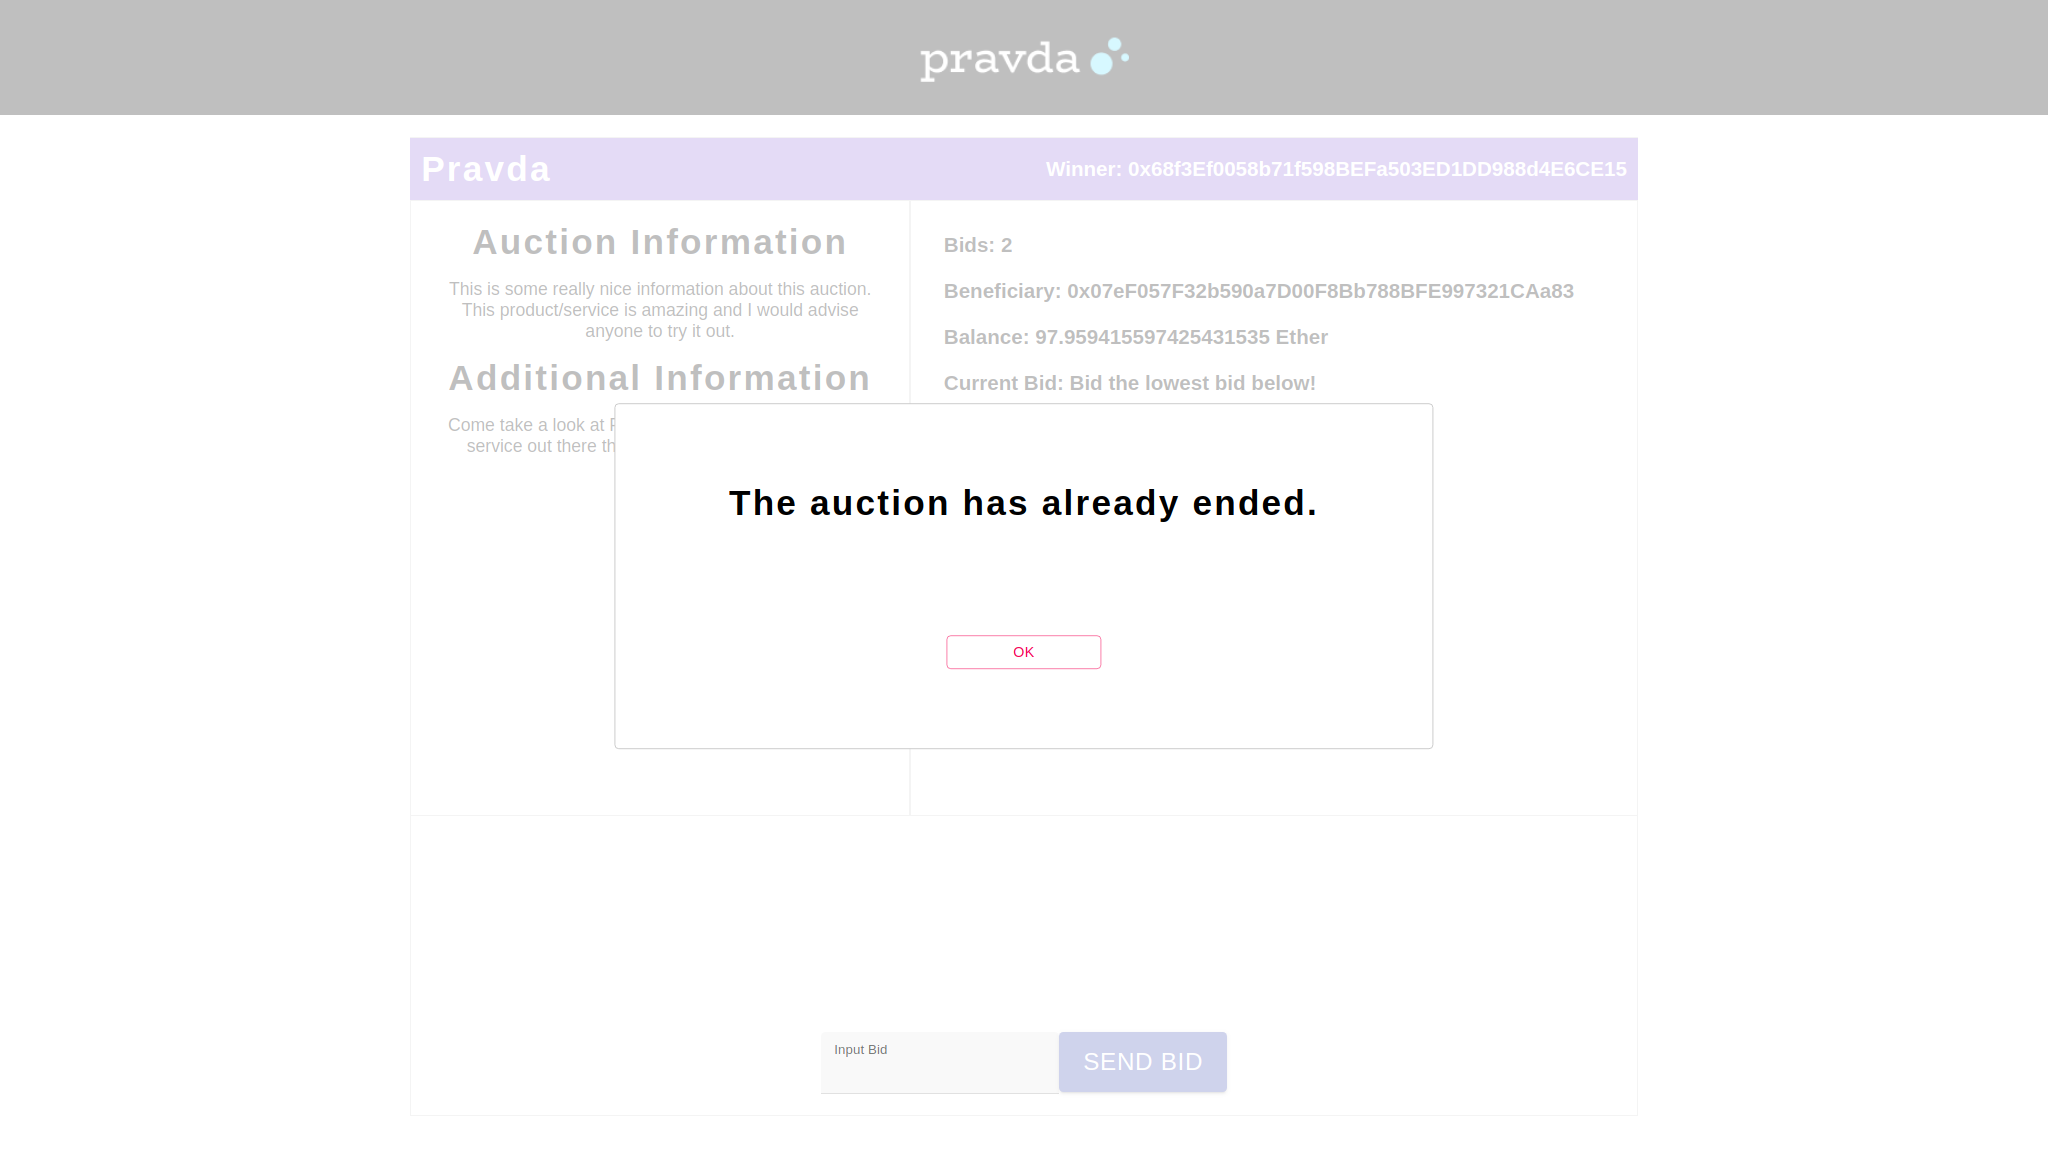 pravda
Pravda
Winner: 0x68f3Ef0058b71f598BEFa503ED1DD988d4E6CE15
Auction Information
This is some really nice information about this auction.
This product/service is amazing and I would advise
anyone to try it out.
Additional Information
Come take a look at
service out there
Bids: 2
Beneficiary: 0x07eF057F32b590a7D00F8Bb788BFE997321CAa83
Balance: 97.959415597425431535 Ether
Current Bid: Bid the lowest bid below!
The auction has already ended.
OK
Input Bid
SEND BID